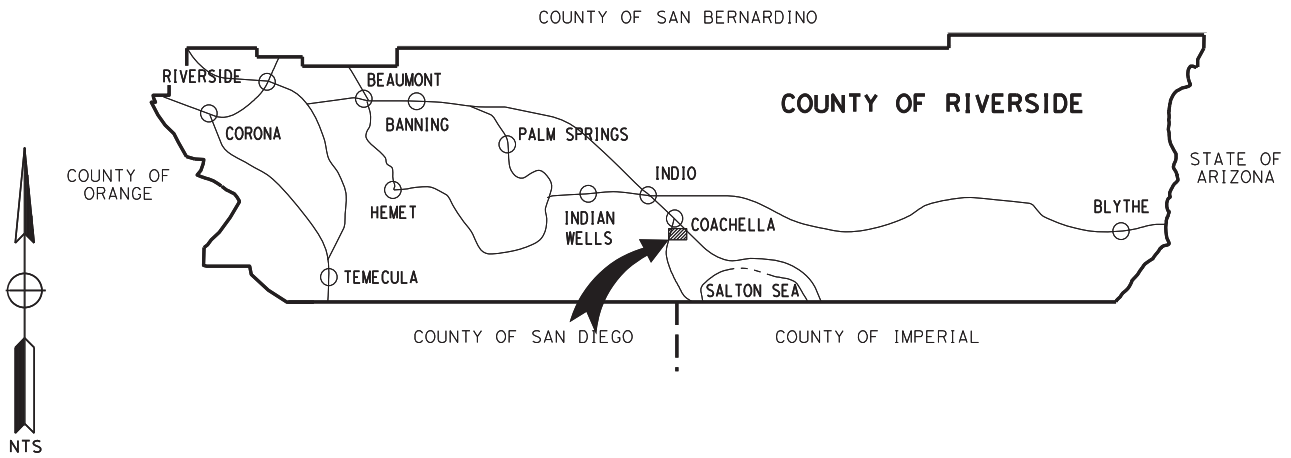 COUNTY OF SAN BERNARDINO
RIVERSIDE
BEAUMONT
COUNTY OF RIVERSIDE
CORONA
BANNING
PALM SPRINGS
COUNTY OF
ORANGE
STATE OF
ARIZONA
INDIO
HEMET
INDIAN
WELLS
COACHELLA
BLYTHE
TEMECULA
SALTON SEA
COUNTY OF SAN DIEGO
COUNTY OF IMPERIAL
NTS